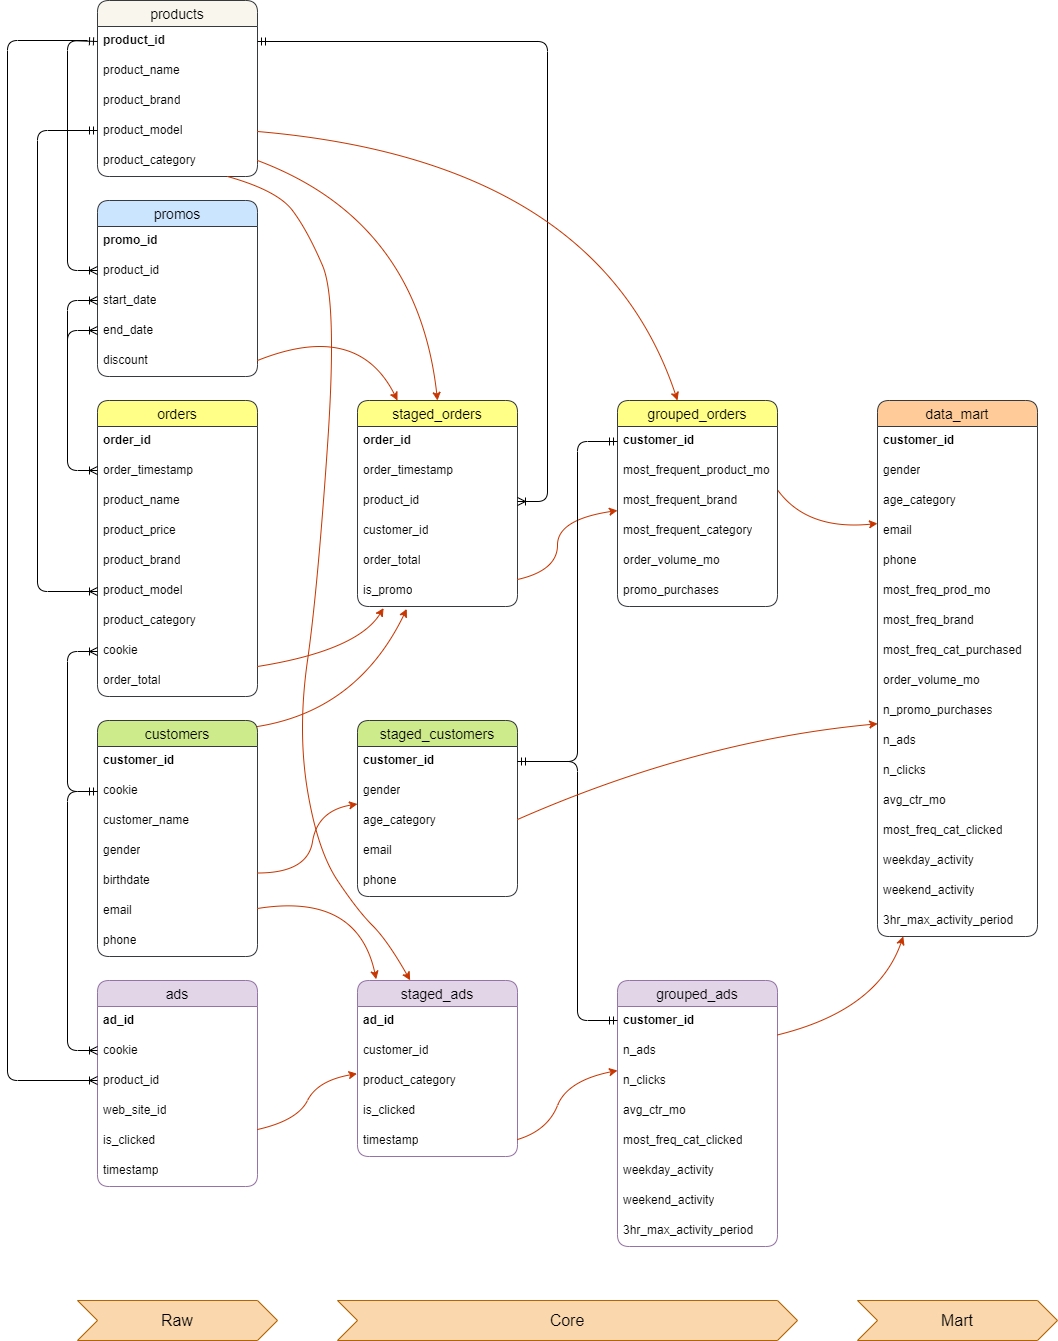 products
product_id
product_name
product_brand
product_model
product_category
promos
promo_id
product_id
start_date
end_date
discount
orders
order_id
order_timestamp
product_name
product_price
product_brand
product_model
product_category
cookie
order_total
customers
customer_id
cookie
customer_name
gender
birthdate
email
phone
ads
ad_id
cookie
product_id
web_site_id
is_clicked
timestamp
staged_orders
order_id
order_timestamp
product_id
customer_id
order_total
is_promo
staged_customers
customer_id
gender
age_category
email
phone
staged_ads
ad_id
customer_id
product_category
is_clicked
timestamp
grouped_orders
customer_id
most_frequent_product_mo
most_frequent_brand
most_frequent_category
order_volume_mo
promo_purchases
grouped_ads
customer_id
n_ads
n_clicks
avg_ctr_mo
most_freq_cat_clicked
weekday_activity
weekend_activity
3hr_max_activity_period
data_mart
customer_id
gender
age_category
email
phone
most_freq_prod_mo
most_freq_brand
most_freq_cat_purchased
order_volume_mo
n_promo_purchases
n_ads
n_clicks
avg_ctr_mo
most_freq_cat_clicked
weekday_activity
weekend_activity
3hr_max_activity_period
Raw
Core
Mart